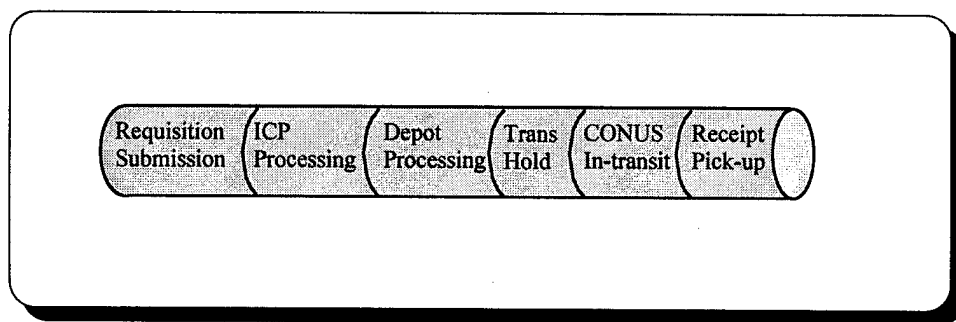 Requisition
Submission
ICP
Processing
Depot
Processing
Trans
Hold
CONUS
In-transit
Receipt
Pick-up